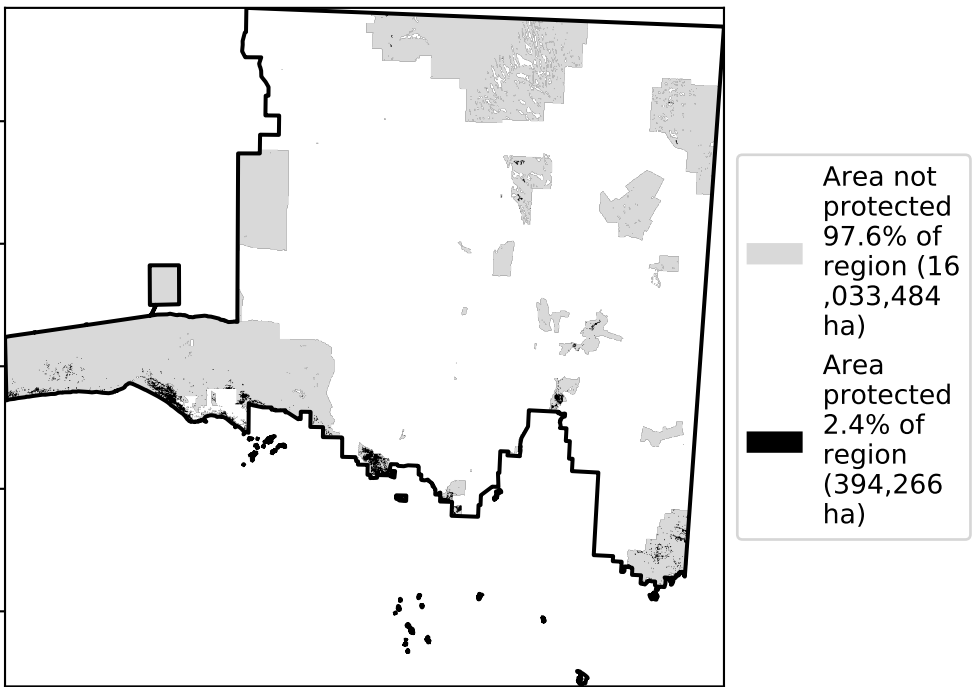 Area not
protected
97.6% of
region (16
,033,484
ha)
Area
protected
2.4% of
region
(394,266
ha)